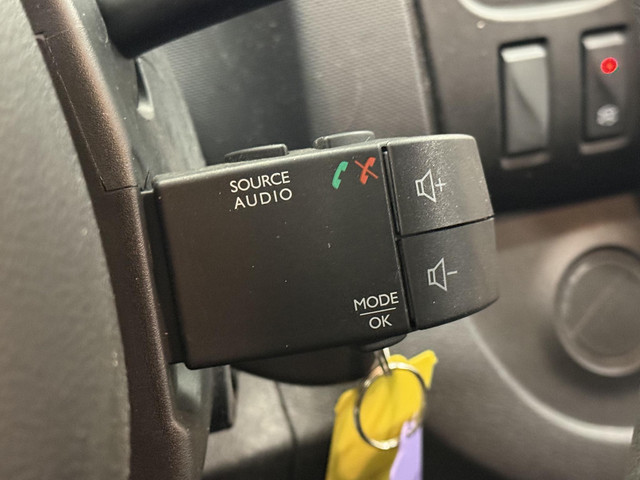 SOURCE
AUDIO
+
-
MODE
OK